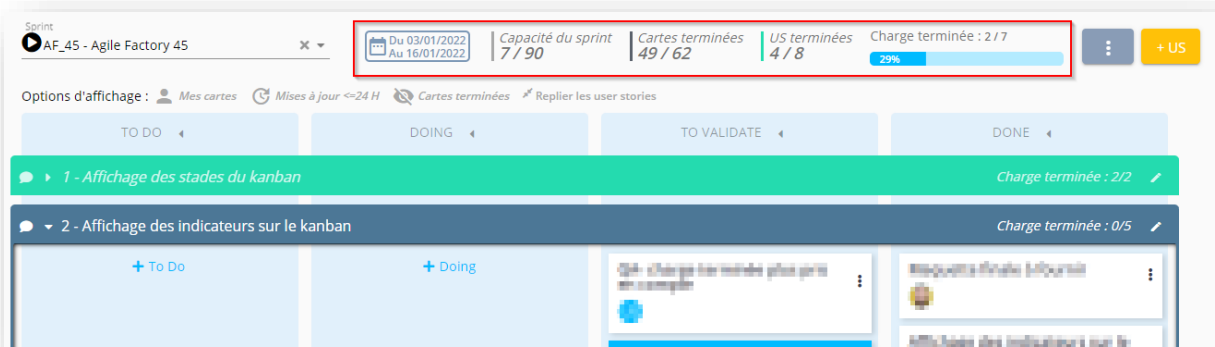 Sprint
AF_45 - Agile Factory 45
Du 03/01/2022
Au 16/01/2022
Capacité du sprint
7 / 90
Cartes terminées
49 / 62
US terminées
4 / 8
Charge terminée : 2 / 7
29%
+ US
Options d'affichage : Mes cartes Mises à jour <=24 H Cartes terminées Replier les user stories
TO DO
DOING
TO VALIDATE
DONE
1 - Affichage des stades du kanban
Charge terminée : 2/2
2 - Affichage des indicateurs sur le kanban
Charge terminée : 0/5
+ To Do
+ Doing